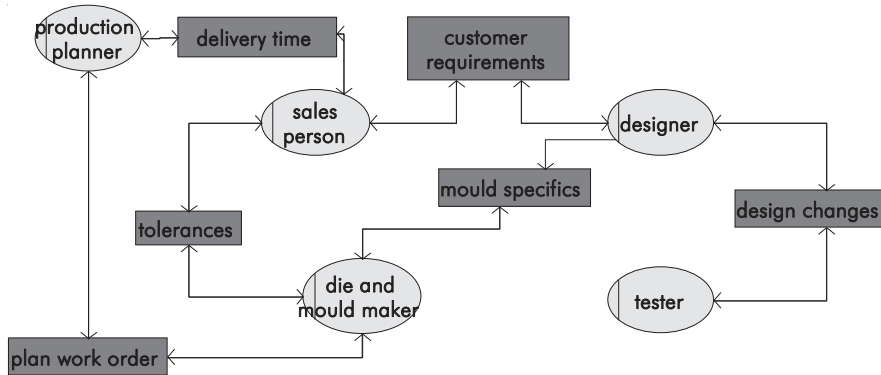 production
planner
delivery time
customer
requirements
sales
person
designer
mould specifics
design changes
tolerances
die and
mould maker
tester
plan work order